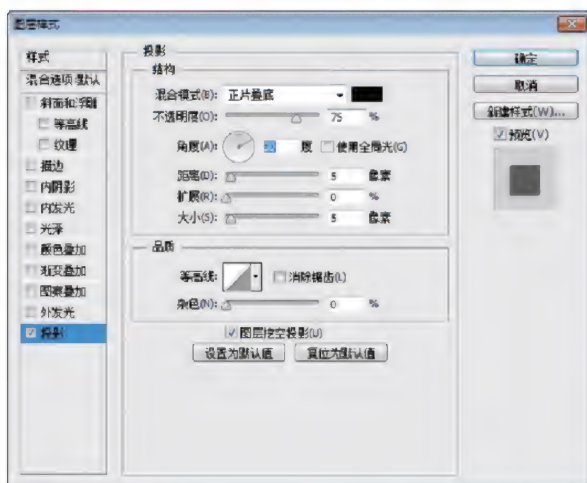 图层样式
样式
混合选项:默认
斜面和浮雕
等高线
纹理
描边
内阴影
内发光
光泽
颜色叠加
渐变叠加
图案叠加
外发光
投影
投影
结构
混合模式(B): 正片叠底
不透明度(O): 75 %
角度(A): 度 使用全局光(G)
距离(D): 5 像素
扩展(R): 0 %
大小(S): 5 像素
品质
等高线: 消除锯齿(L)
杂色(N): 0 %
图层挖空投影(U)
设置为默认值 复位为默认值
确定
取消
新建样式(W)...
预览(V)